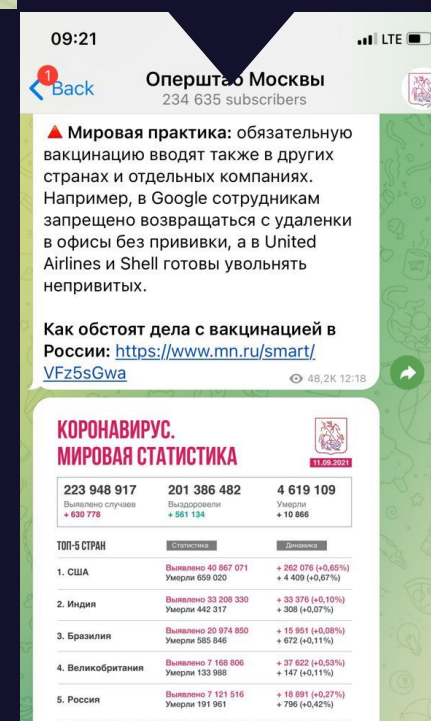 09:21
LTE
1
Back
Оперштаб Москвы
234 635 subscribers
🔺 Мировая практика: обязательную
вакцинацию вводят также в других
странах и отдельных компаниях.
Например, в Google сотрудникам
запрещено возвращаться с удаленки
в офисы без прививки, а в United
Airlines и Shell готовы увольнять
непривитых.
Как обстоят дела с вакцинацией в
России: https://www.mn.ru/smart/
VFz5sGwa
48,2K 12:18
КОРОНАВИРУС.
МИРОВАЯ СТАТИСТИКА
11.09.2021
223 948 917 201 386 482 4 619 109
Выявлено случаев Выздоровели Умерли
+ 630 778 + 561 134 + 10 866
ТОП-5 СТРАН Статистика Динамика
1. США Выявлено 40 867 071 + 262 076 (+0,65%)
Умерли 659 020 + 4 409 (+0,67%)
2. Индия Выявлено 33 208 330 + 33 376 (+0,10%)
Умерли 442 317 + 308 (+0,07%)
3. Бразилия Выявлено 20 974 850 + 15 951 (+0,08%)
Умерли 585 846 + 672 (+0,11%)
4. Великобритания Выявлено 7 168 806 + 37 622 (+0,53%)
Умерли 133 988 + 147 (+0,11%)
5. Россия Выявлено 7 121 516 + 18 891 (+0,27%)
Умерли 191 961 + 796 (+0,42%)